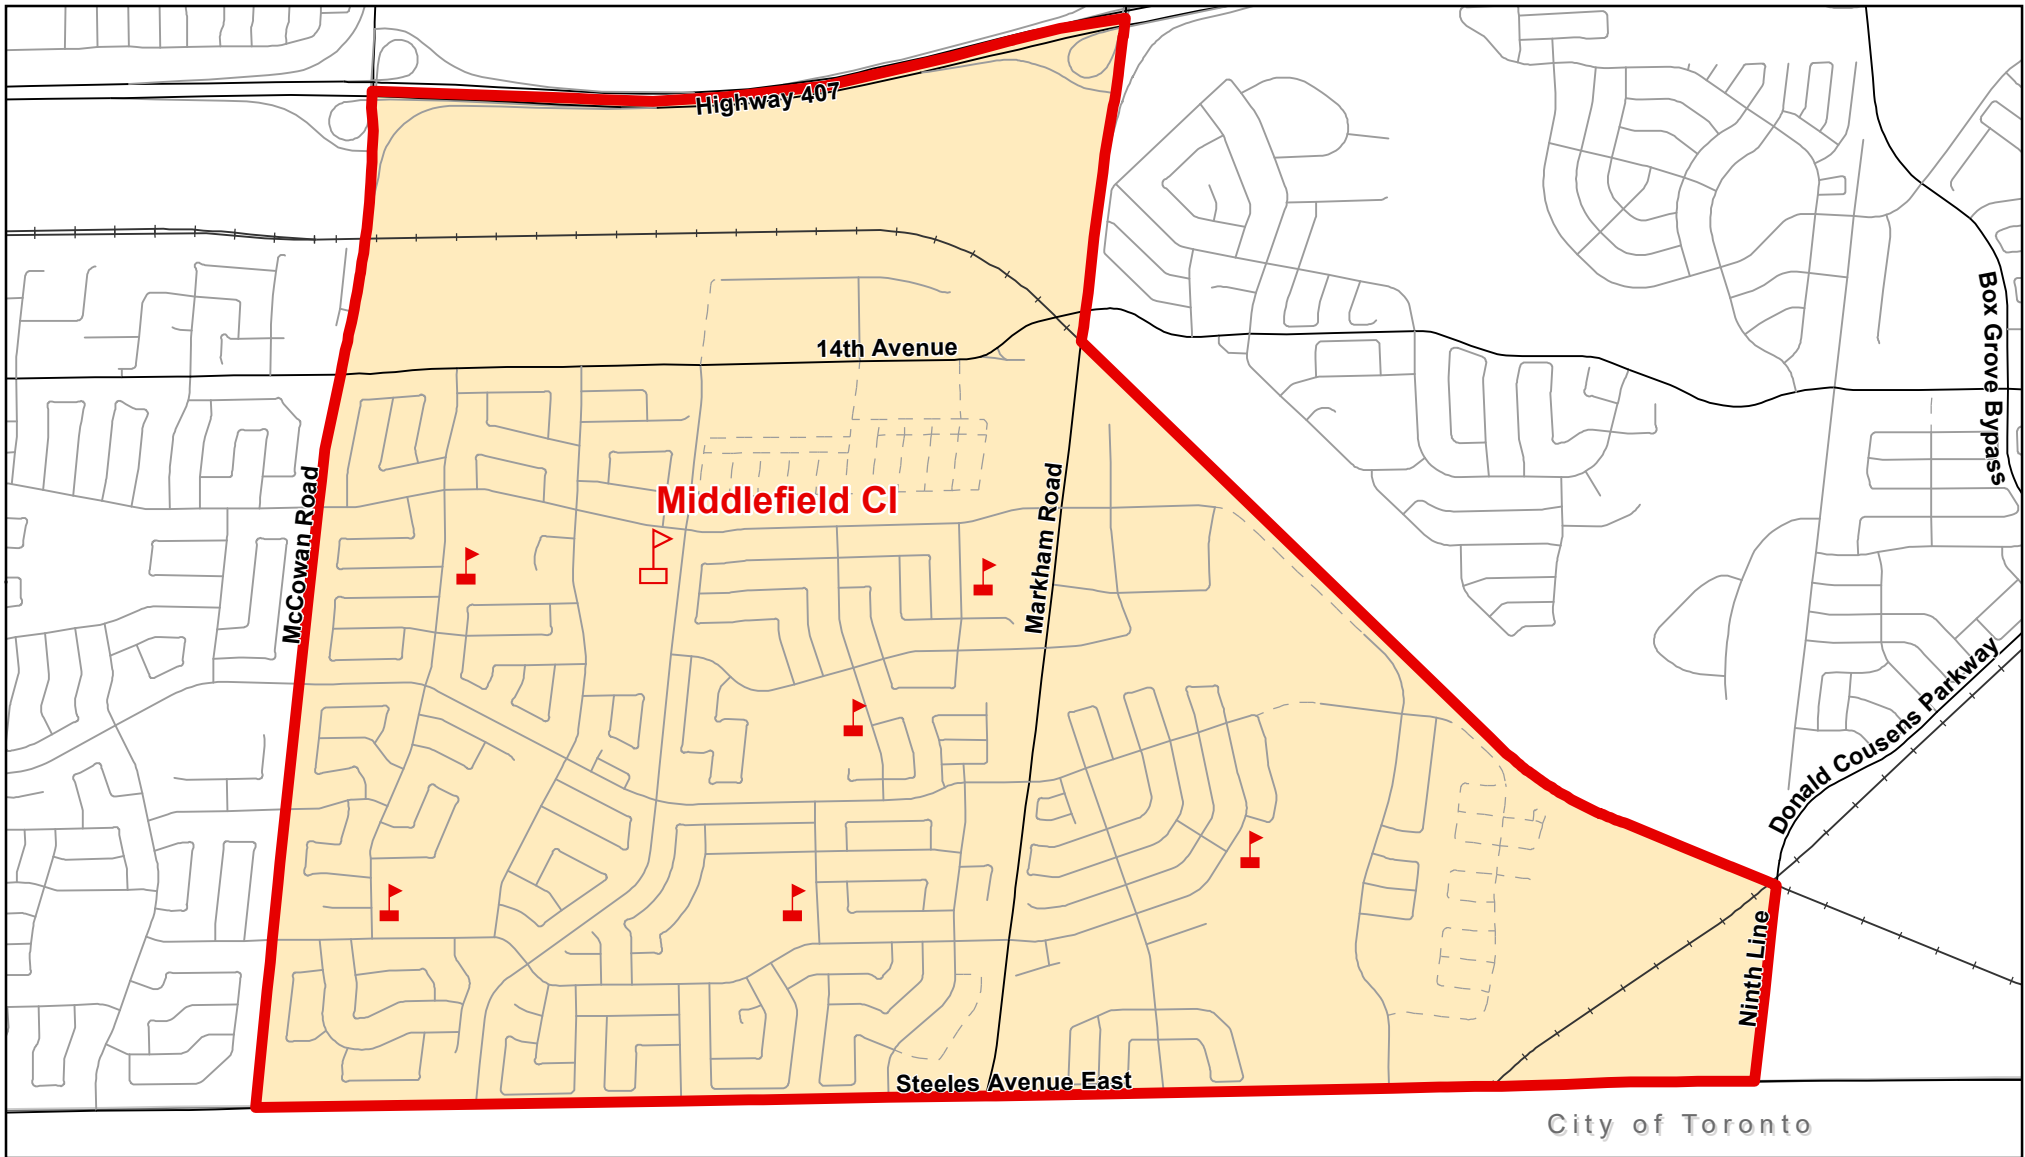 Highway 407
Box Grove Bypass
14th Avenue
McCowan Road
Markham Road
Middlefield CI
Donald Cousens Parkway
Ninth Line
Steeles Avenue East
City of Toronto